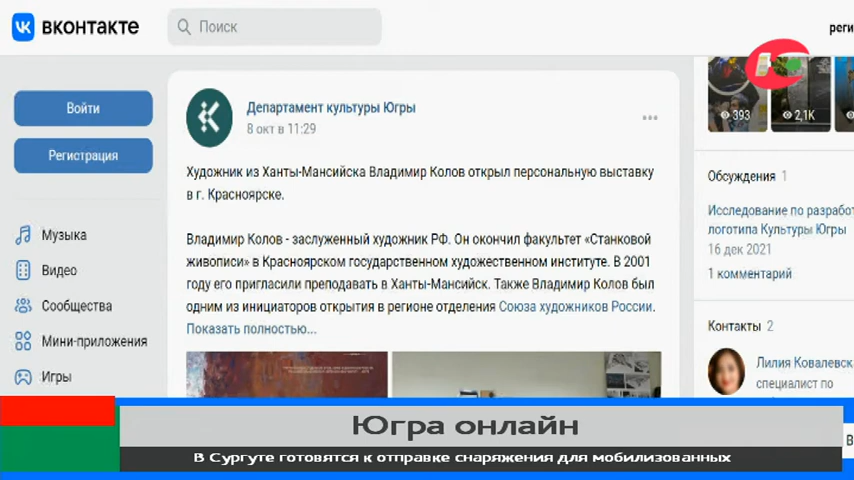 вконтакте
Поиск
реги
Войти
Регистрация
Музыка
Видео
Сообщества
Мини-приложения
Игры
Департамент культуры Югры
8 окт в 11:29
Художник из Ханты-Мансийска Владимир Колов открыл персональную выставку
в г. Красноярске.
Владимир Колов - заслуженный художник РФ. Он окончил факультет «Станковой
живописи» в Красноярском государственном художественном институте. В 2001
году его пригласили преподавать в Ханты-Мансийск. Также Владимир Колов был
одним из инициаторов открытия в регионе отделения Союза художников России.
Показать полностью...
393
2,1K
Обсуждения 1
Исследование по разработ
логотипа Культуры Югры
16 дек 2021
1 комментарий
Контакты 2
Лилия Ковалевск
специалист по
В
Югра онлайн
В Сургуте готовятся к отправке снаряжения для мобилизованных